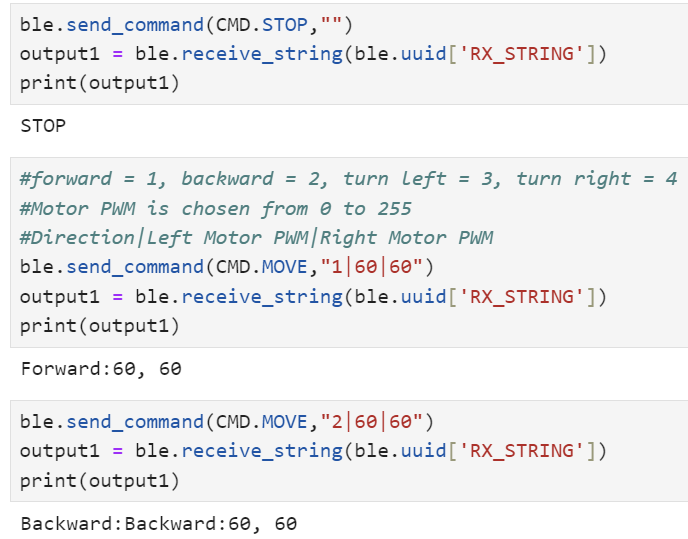 ble.send_command(CMD.STOP,"")
output1 = ble.receive_string(ble.uuid['RX_STRING'])
print(output1)
STOP
#forward = 1, backward = 2, turn left = 3, turn right = 4
#Motor PWM is chosen from 0 to 255
#Direction|Left Motor PWM|Right Motor PWM
ble.send_command(CMD.MOVE,"1|60|60")
output1 = ble.receive_string(ble.uuid['RX_STRING'])
print(output1)
Forward:60, 60
ble.send_command(CMD.MOVE,"2|60|60")
output1 = ble.receive_string(ble.uuid['RX_STRING'])
print(output1)
Backward:Backward:60, 60